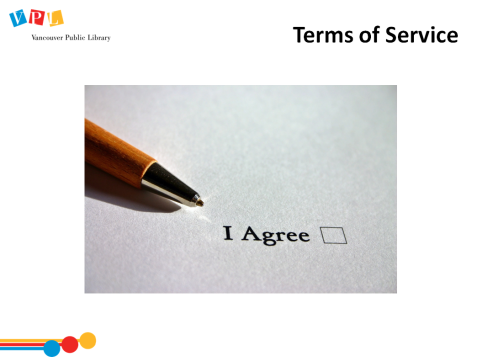 VPL
Vancouver Public Library
Terms of Service
I Agree